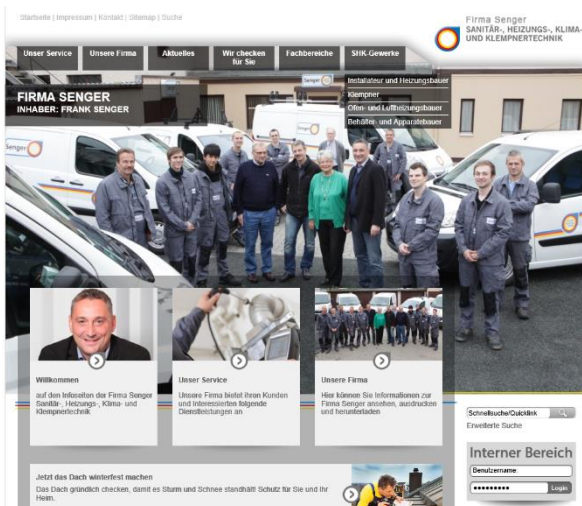 Startseite | Impressum | Kontakt | Sitemap | Suche
Firma Senger
SANITÄR-, HEIZUNGS-, KLIMA-
UND KLEMPNERTECHNIK
Unser Service
Unsere Firma
Aktuelles
Wir checken
für Sie
Fachbereiche
SHK-Gewerke
Installateur und Heizungsbauer
Klempner
Ofen- und Luftheizungsbauer
Behälter- und Apparatebauer
FIRMA SENGER
INHABER: FRANK SENGER
Senger
Senger
Willkommen
auf den Infoseiten der Firma Senger
Sanitär-, Heizungs-, Klima- und
Klempnertechnik
Unser Service
Unsere Firma bietet ihren Kunden
und Interessierten folgende
Dienstleistungen an
Unsere Firma
Hier können Sie Informationen zur
Firma Senger ansehen, ausdrucken
und herunterladen
Schnellsuche/Quicklink
Erweiterte Suche
Interner Bereich
Benutzername:
Login
Jetzt das Dach winterfest machen
Das Dach gründlich checken, damit es Sturm und Schnee standhält! Schutz für Sie und Ihr
Heim.